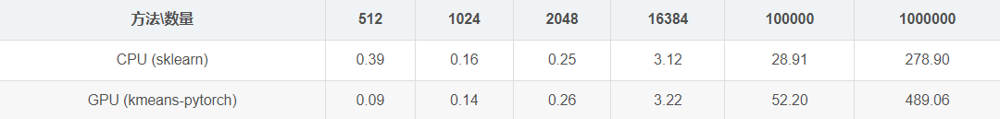 方法\数量 512 1024 2048 16384 100000 1000000
CPU (sklearn) 0.39 0.16 0.25 3.12 28.91 278.90
GPU (kmeans-pytorch) 0.09 0.14 0.26 3.22 52.20 489.06